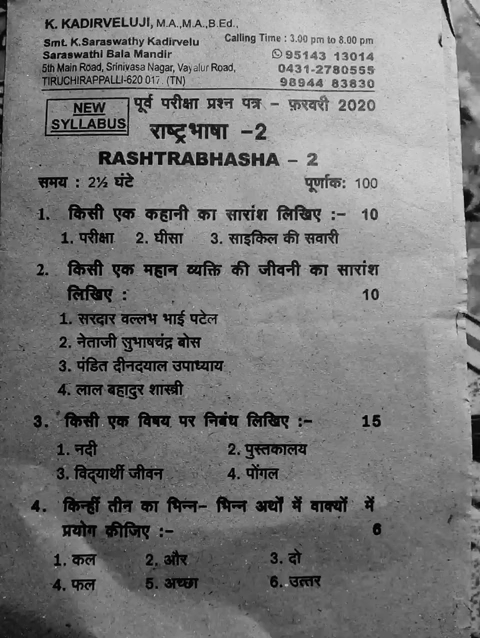 K. KADIRVELUJI, M.A.,M.A.,B.Ed.,
Smt. K.Saraswathy Kadirvelu
Saraswathi Bala Mandir
5th Main Road, Srinivasa Nagar, Vayalur Road,
TIRUCHIRAPPALLI-620 017. (TN)
Calling Time : 3.00 pm to 8.00 pm
95143 13014
0431-2780555
98944 83830
NEW
SYLLABUS
पूर्व परीक्षा प्रश्न पत्र - फ़रवरी 2020
राष्ट्रभाषा -2
RASHTRABHASHA - 2
समय : 2½ घंटे पूर्णांक: 100
1. किसी एक कहानी का सारांश लिखिए :- 10
1. परीक्षा 2. घीसा 3. साइकिल की सवारी
2. किसी एक महान व्यक्ति की जीवनी का सारांश
लिखिए : 10
1. सरदार वल्लभ भाई पटेल
2. नेताजी सुभाषचंद्र बोस
3. पंडित दीनदयाल उपाध्याय
4. लाल बहादुर शास्त्री
3. किसी एक विषय पर निबंध लिखिए :- 15
1. नदी 2. पुस्तकालय
3. विद्यार्थी जीवन 4. पोंगल
4. किन्हीं तीन का भिन्न- भिन्न अर्थों में वाक्यों में
प्रयोग कीजिए :- 6
1. कल 2. और 3. दो
4. फल 5. अच्छा 6. उत्तर